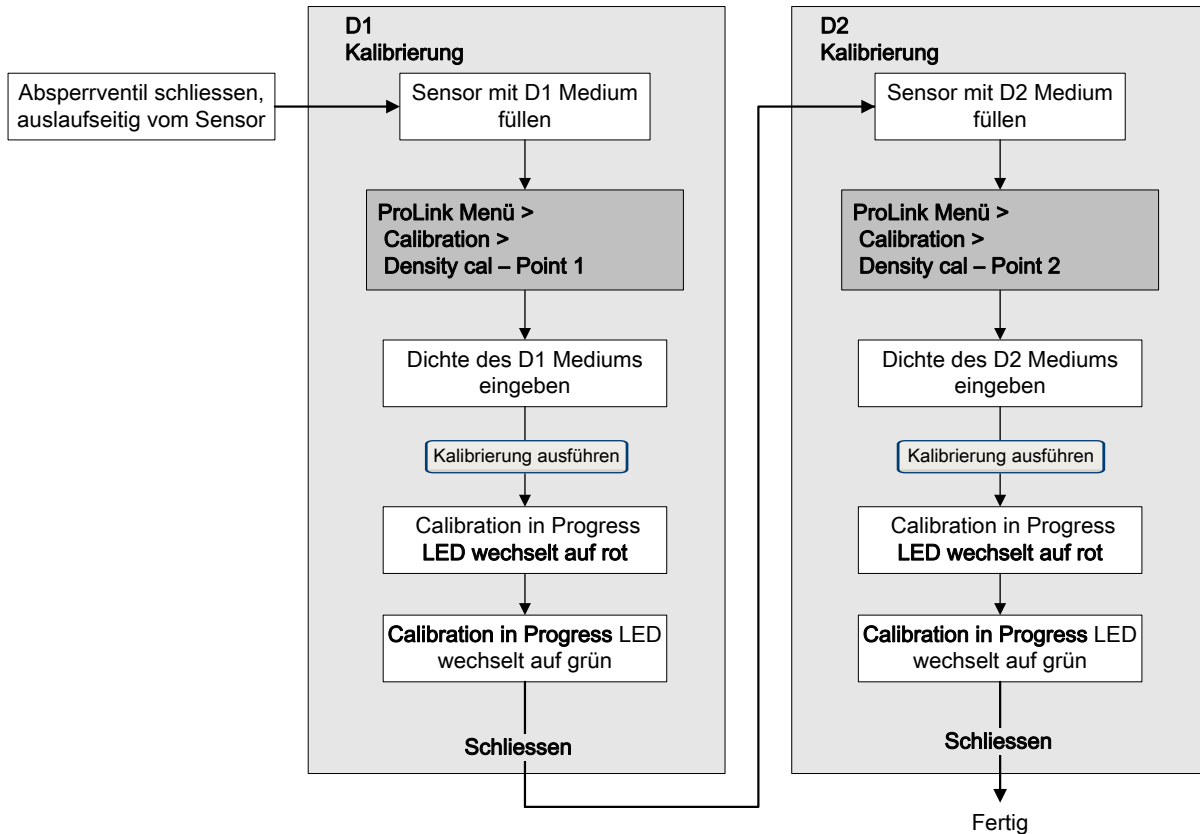 Absperrventil schliessen,
auslaufseitig vom Sensor
D1
Kalibrierung
Sensor mit D1 Medium
füllen
ProLink Menü >
Calibration >
Density cal – Point 1
Dichte des D1 Mediums
eingeben
Kalibrierung ausführen
Calibration in Progress
LED wechselt auf rot
Calibration in Progress LED
wechselt auf grün
Schliessen
D2
Kalibrierung
Sensor mit D2 Medium
füllen
ProLink Menü >
Calibration >
Density cal – Point 2
Dichte des D2 Mediums
eingeben
Kalibrierung ausführen
Calibration in Progress
LED wechselt auf rot
Calibration in Progress LED
wechselt auf grün
Schliessen
Fertig